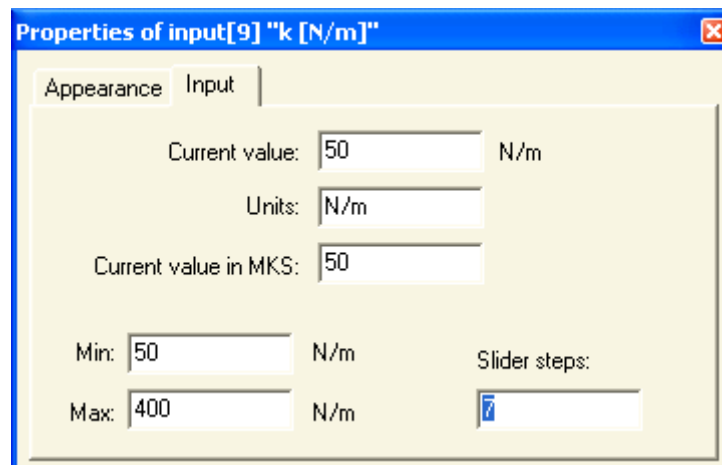 Properties of input[9] "k [N/m]"
Appearance Input
Current value: 50 N/m
Units: N/m
Current value in MKS: 50
Min: 50 N/m Slider steps:
Max: 400 N/m 7